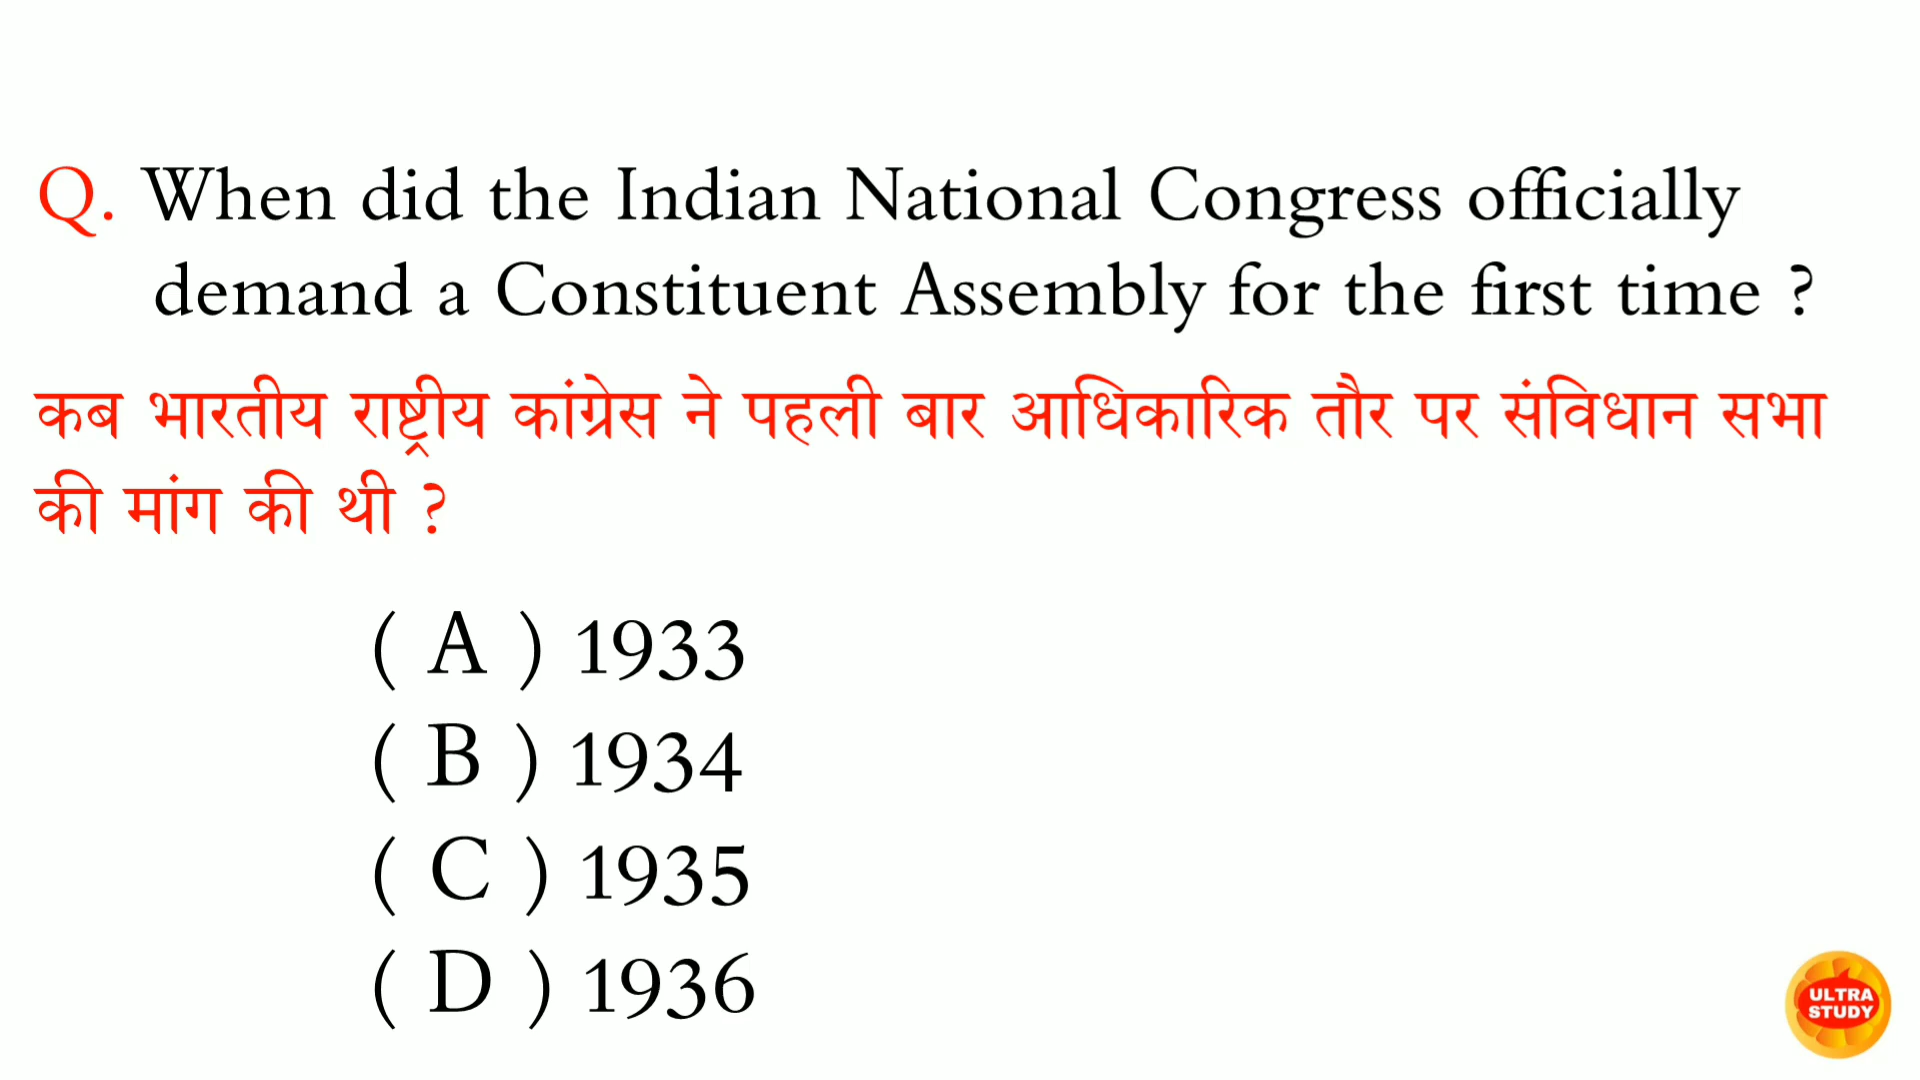 Q. When did the Indian National Congress officially
demand a Constituent Assembly for the first time ?
कब भारतीय राष्ट्रीय कांग्रेस ने पहली बार आधिकारिक तौर पर संविधान सभा
की मांग की थी ?
( A ) 1933
( B ) 1934
( C ) 1935
( D ) 1936
ULTRA
STUDY